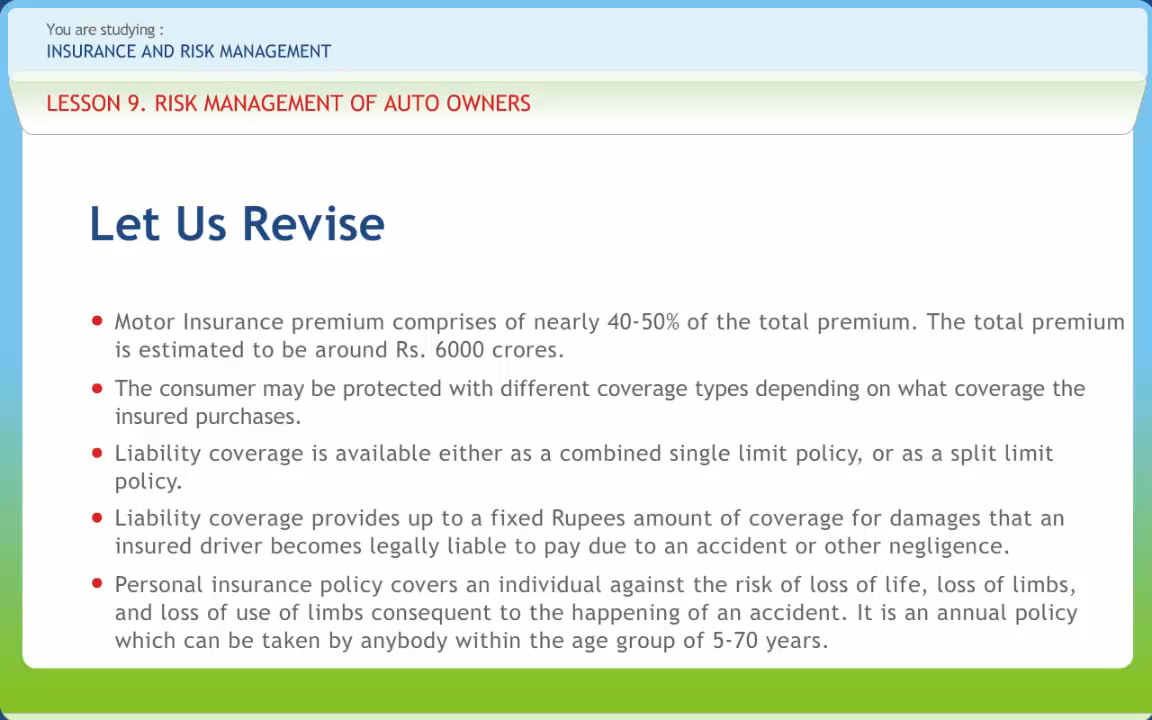 You are studying :
INSURANCE AND RISK MANAGEMENT
LESSON 9. RISK MANAGEMENT OF AUTO OWNERS
Let Us Revise
• Motor Insurance premium comprises of nearly 40-50% of the total premium. The total premium
is estimated to be around Rs. 6000 crores.
• The consumer may be protected with different coverage types depending on what coverage the
insured purchases.
• Liability coverage is available either as a combined single limit policy, or as a split limit
policy.
• Liability coverage provides up to a fixed Rupees amount of coverage for damages that an
insured driver becomes legally liable to pay due to an accident or other negligence.
• Personal insurance policy covers an individual against the risk of loss of life, loss of limbs,
and loss of use of limbs consequent to the happening of an accident. It is an annual policy
which can be taken by anybody within the age group of 5-70 years.